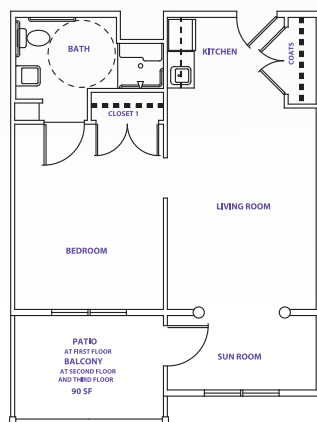 BATH
KITCHEN
COATS
CLOSET 1
LIVING ROOM
BEDROOM
PATIO
AT FIRST FLOOR
BALCONY
AT SECOND FLOOR
AND THIRD FLOOR
90 SF
SUN ROOM